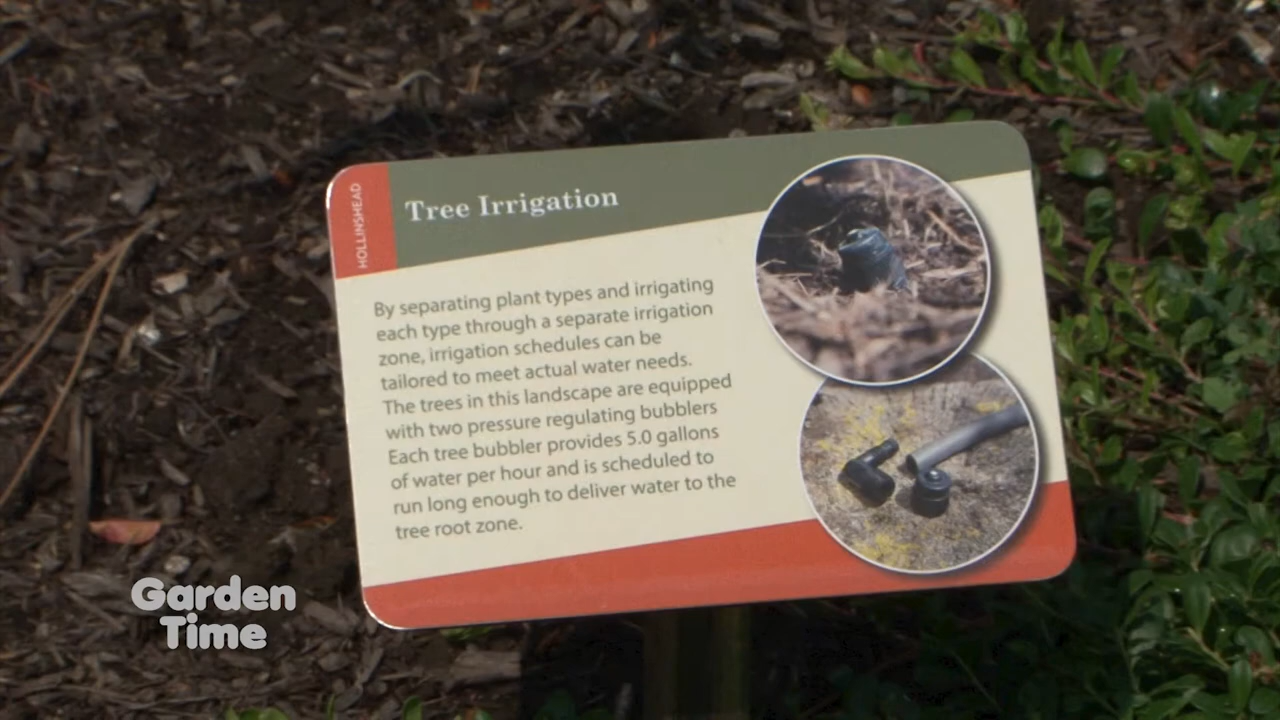 HOLLINSHEAD
Tree Irrigation
By separating plant types and irrigating
each type through a separate irrigation
zone, irrigation schedules can be
tailored to meet actual water needs.
The trees in this landscape are equipped
with two pressure regulating bubblers
Each tree bubbler provides 5.0 gallons
of water per hour and is scheduled to
run long enough to deliver water to the
tree root zone.
Garden
Time